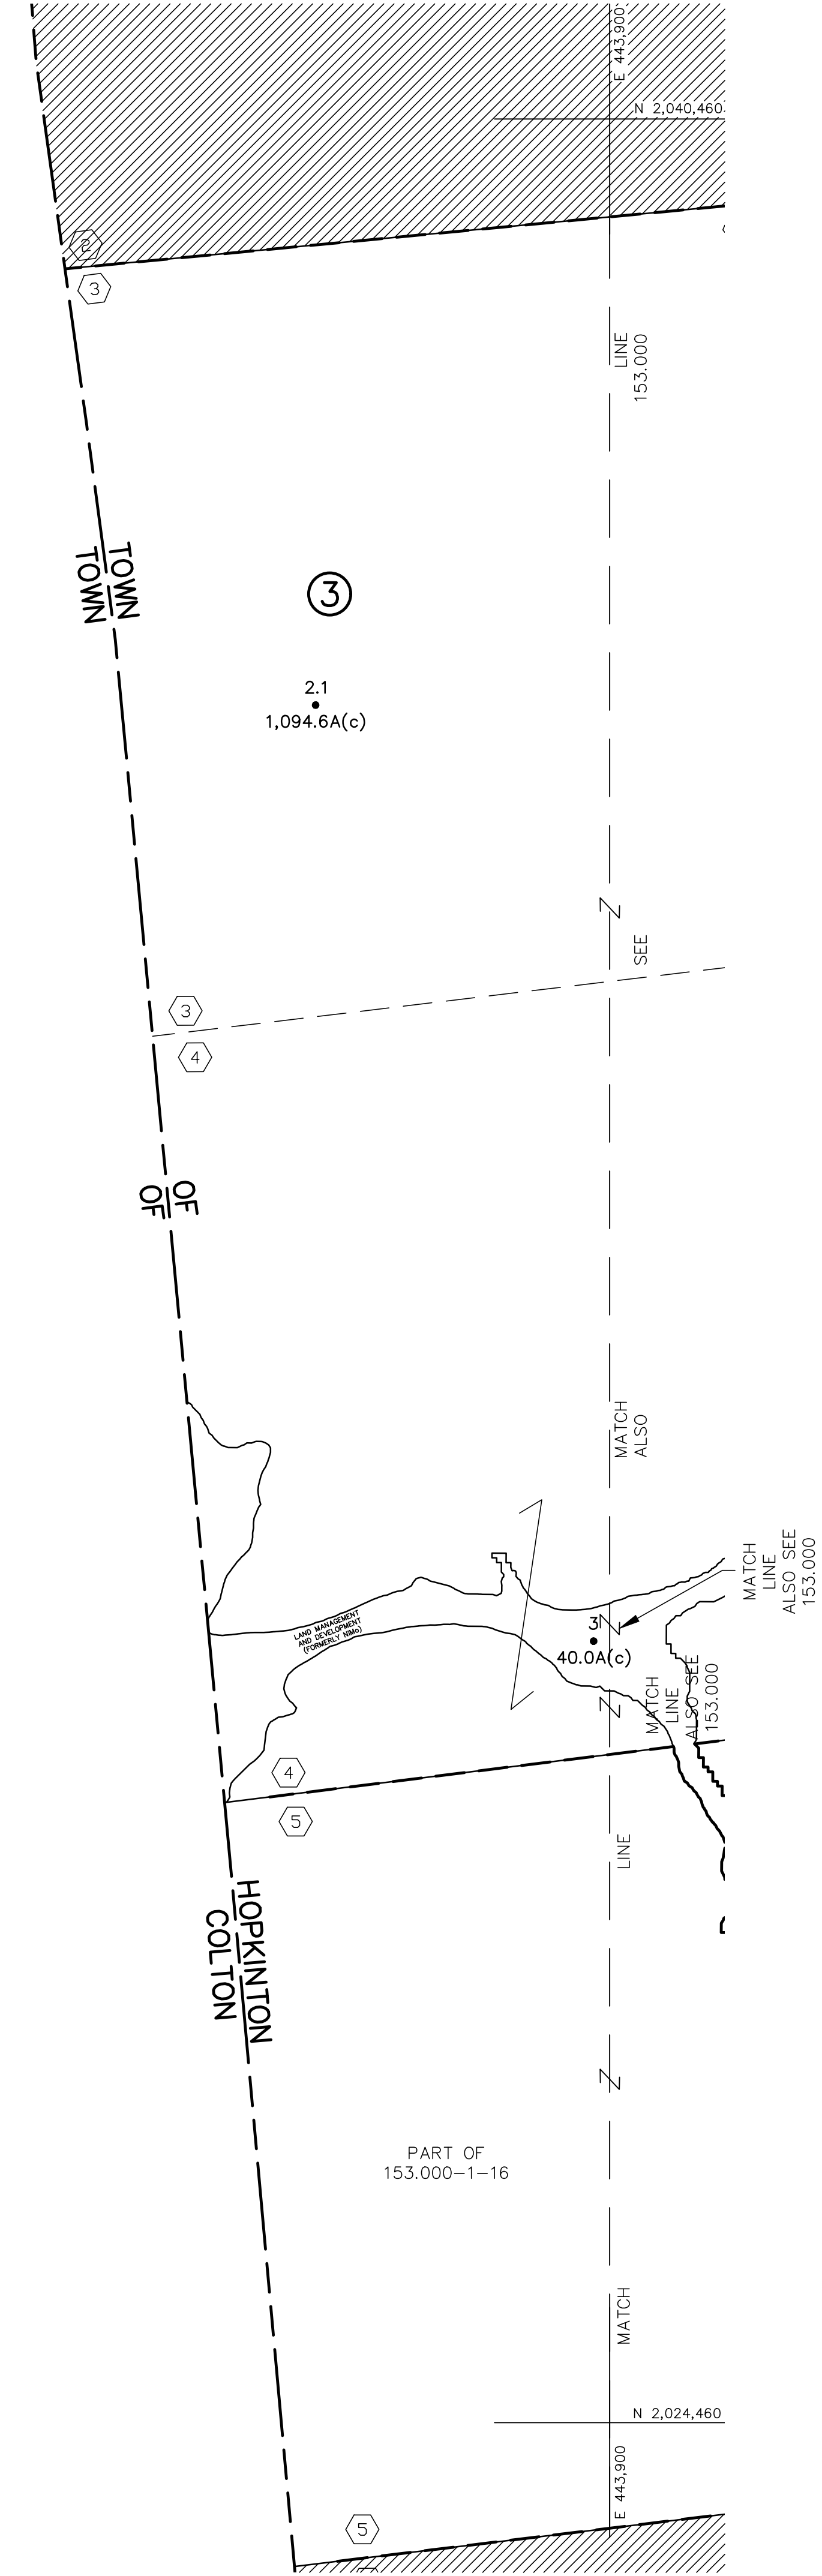 E 443,900
N 2,040,460
2
3
LINE
153.000
TOWN
TOWN
3
2.1
1,094.6A(c)
SEE
3
4
OF
OF
MATCH
ALSO
MATCH
LINE
ALSO SEE
153.000
LAND MANAGEMENT
AND DEVELOPMENT
(FORMERLY NIMo)
3
40.0A(c)
MATCH
LINE
ALSO SEE
153.000
4
5
LINE
HOPKINTON
COLTON
PART OF
153.000-1-16
MATCH
N 2,024,460
E 443,900
5